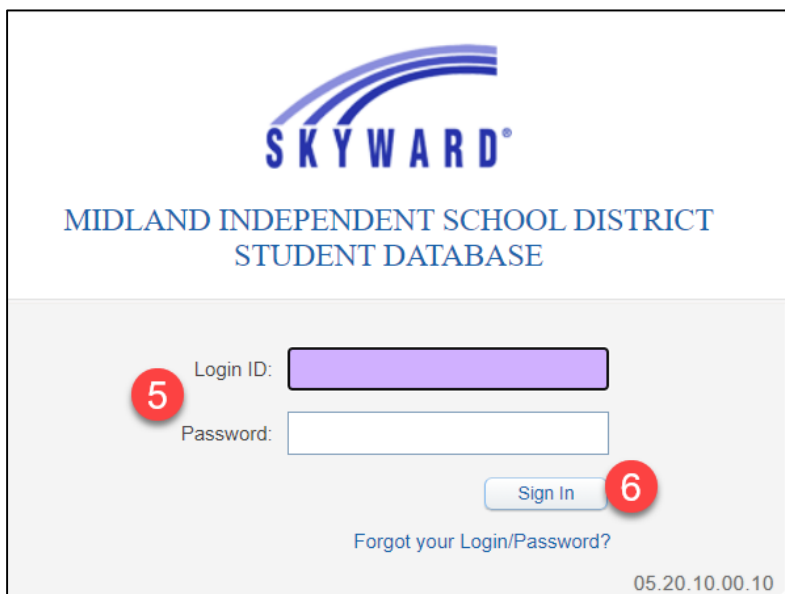 SKYWARD®
MIDLAND INDEPENDENT SCHOOL DISTRICT
STUDENT DATABASE
Login ID:
5
Password:
Sign In 6
Forgot your Login/Password?
05.20.10.00.10